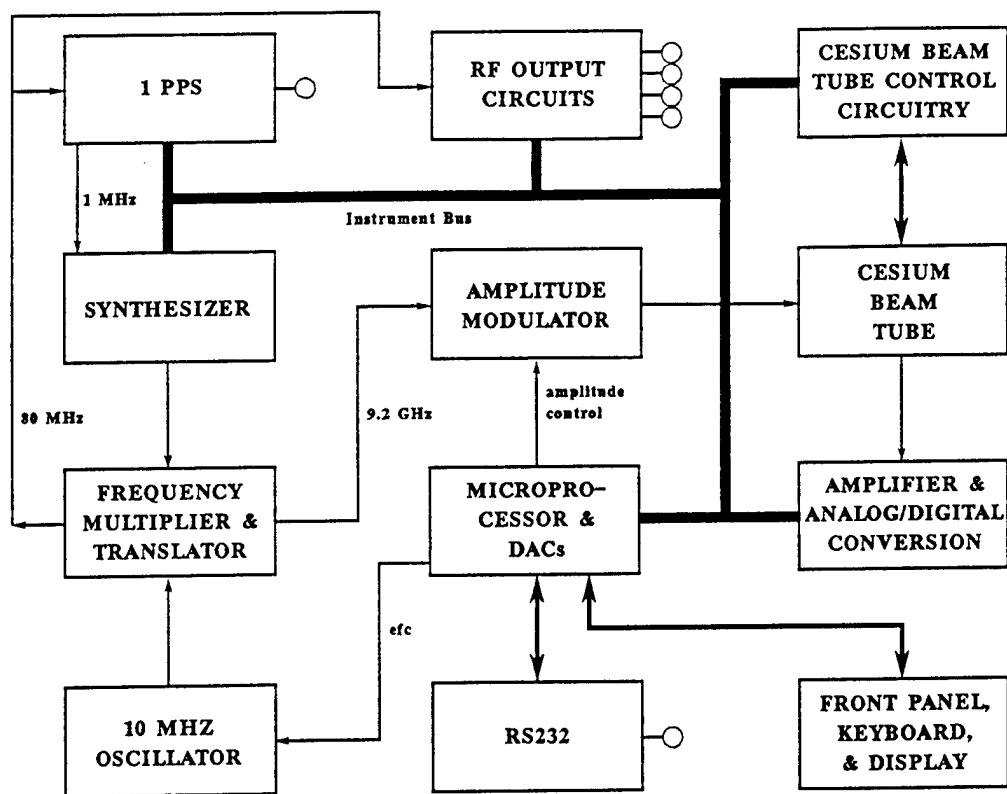 1 PPS
RF OUTPUT
CIRCUITS
CESIUM BEAM
TUBE CONTROL
CIRCUITRY
1 MHz
Instrument Bus
SYNTHESIZER
AMPLITUDE
MODULATOR
CESIUM
BEAM
TUBE
80 MHz
9.2 GHz
amplitude
control
FREQUENCY
MULTIPLIER &
TRANSLATOR
MICROPRO-
CESSOR &
DACs
AMPLIFIER &
ANALOG/DIGITAL
CONVERSION
efc
10 MHZ
OSCILLATOR
RS232
FRONT PANEL,
KEYBOARD,
& DISPLAY